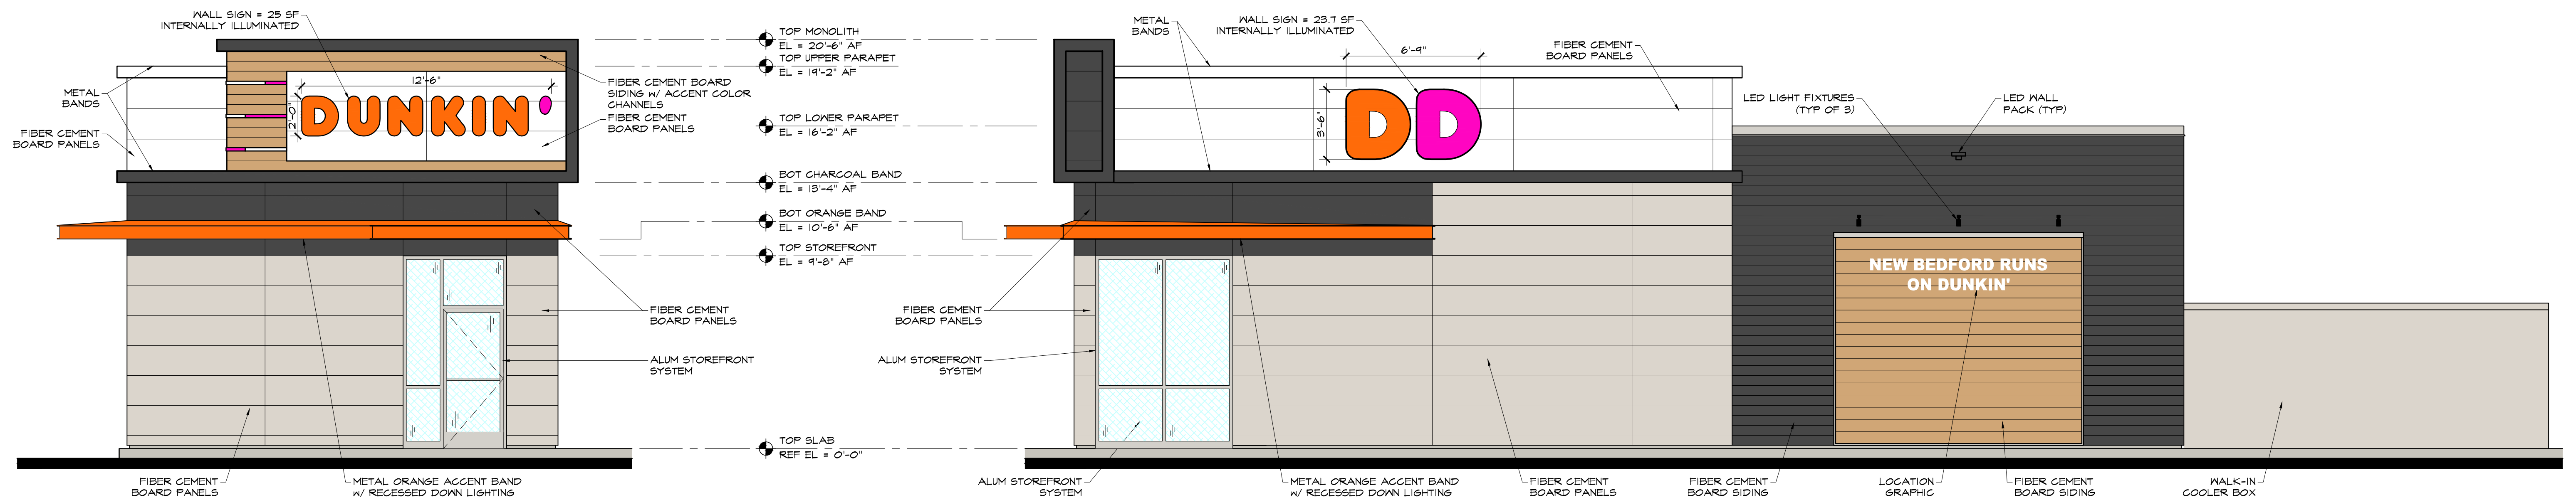 WALL SIGN = 25 SF
INTERNALLY ILLUMINATED
METAL
BANDS
FIBER CEMENT
BOARD PANELS
12'-6"
2'-0"
DUNKIN'
FIBER CEMENT BOARD
SIDING W/ ACCENT COLOR
CHANNELS
FIBER CEMENT
BOARD PANELS
FIBER CEMENT
BOARD PANELS
ALUM STOREFRONT
SYSTEM
FIBER CEMENT
BOARD PANELS
METAL ORANGE ACCENT BAND
W/ RECESSED DOWN LIGHTING
TOP MONOLITH
EL = 20'-6" AF
TOP UPPER PARAPET
EL = 19'-2" AF
TOP LOWER PARAPET
EL = 16'-2" AF
BOT CHARCOAL BAND
EL = 13'-4" AF
BOT ORANGE BAND
EL = 10'-6" AF
TOP STOREFRONT
EL = 9'-8" AF
TOP SLAB
REF EL = 0'-0"
METAL
BANDS
WALL SIGN = 23.7 SF
INTERNALLY ILLUMINATED
6'-9"
3'-6"
DD
FIBER CEMENT
BOARD PANELS
LED LIGHT FIXTURES
(TYP OF 3)
LED WALL
PACK (TYP)
NEW BEDFORD RUNS
ON DUNKIN'
FIBER CEMENT
BOARD PANELS
ALUM STOREFRONT
SYSTEM
ALUM STOREFRONT
SYSTEM
METAL ORANGE ACCENT BAND
W/ RECESSED DOWN LIGHTING
FIBER CEMENT
BOARD PANELS
FIBER CEMENT
BOARD SIDING
LOCATION
GRAPHIC
FIBER CEMENT
BOARD SIDING
WALK-IN
COOLER BOX